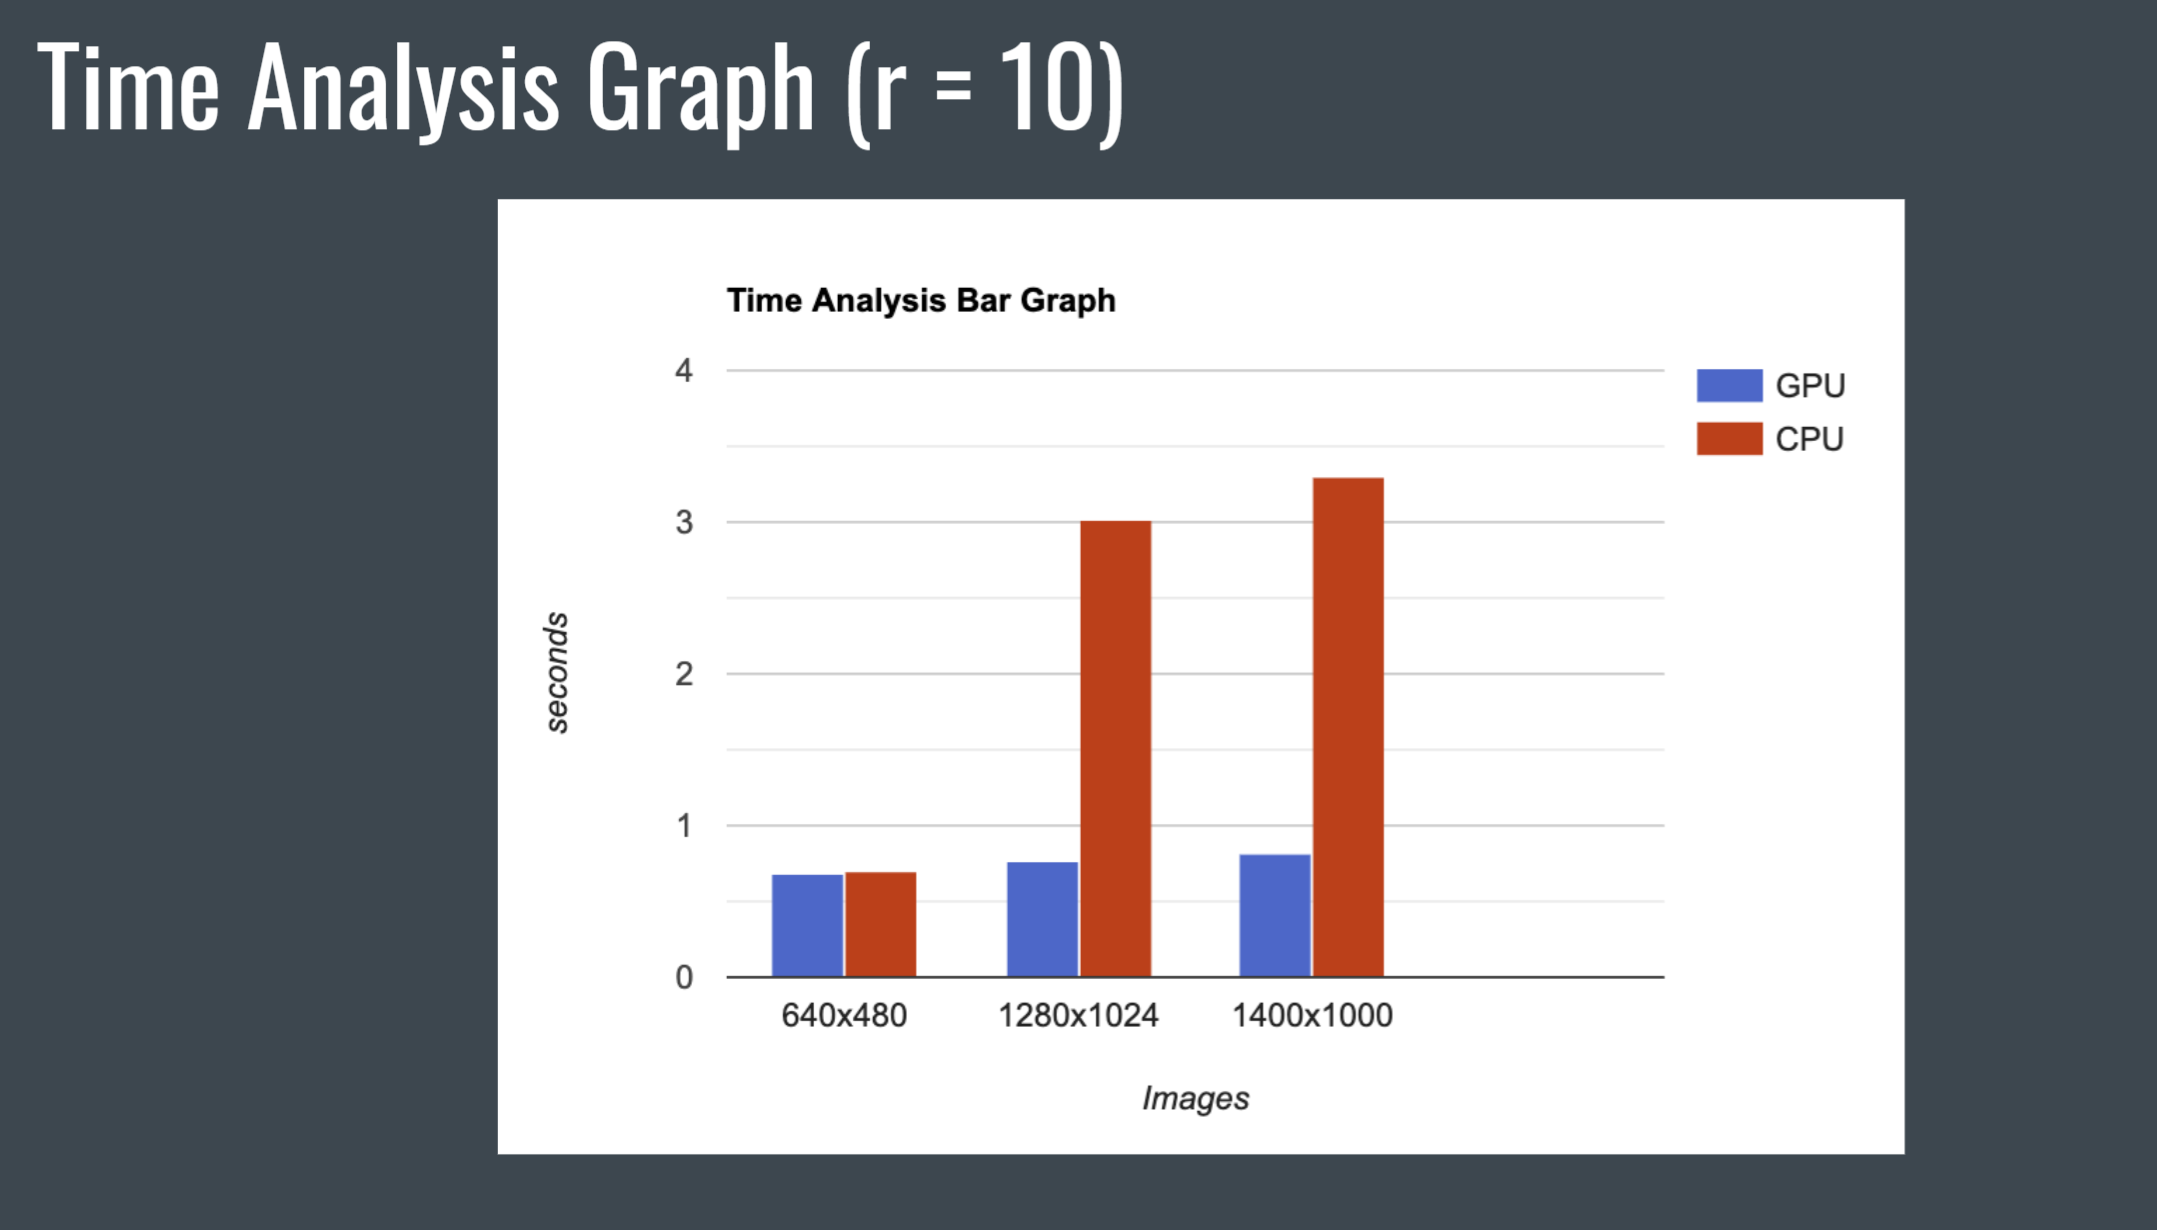 Time Analysis Graph (r = 10)
Time Analysis Bar Graph
4
3
2
1
0
seconds
GPU
CPU
640x480 1280x1024 1400x1000
Images